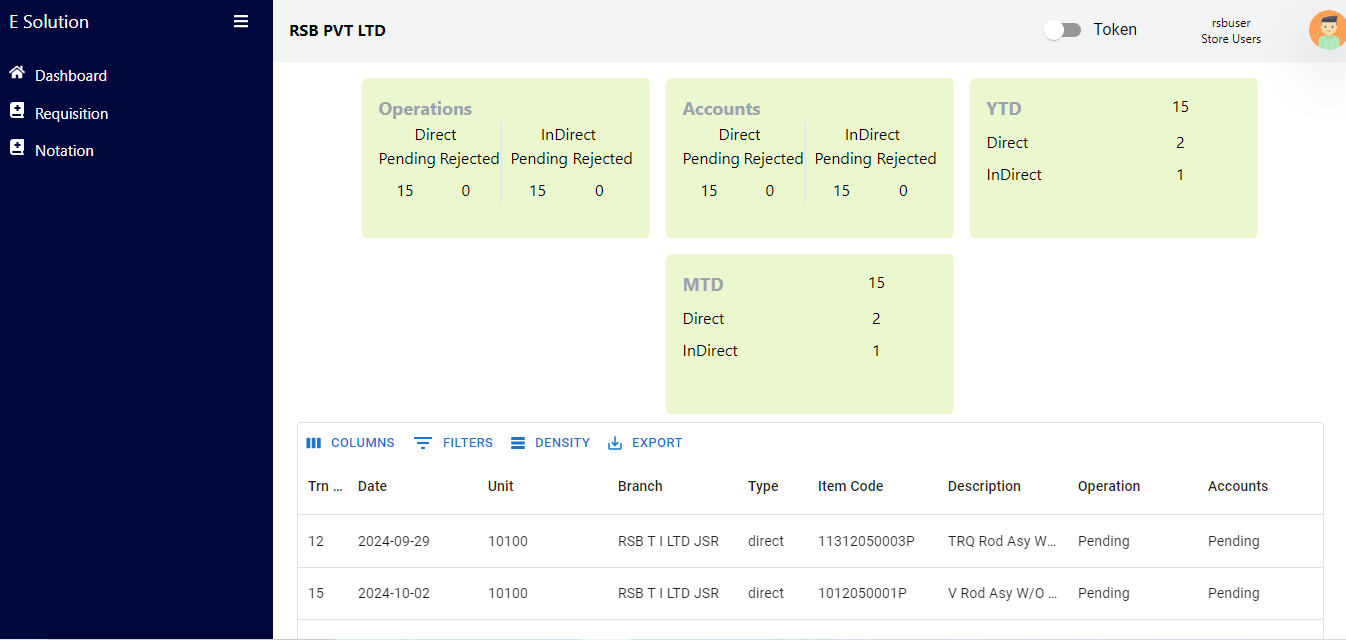 E Solution
Dashboard
Requisition
Notation
RSB PVT LTD
Token
rsbuser
Store Users
Operations
Direct InDirect
Pending Rejected Pending Rejected
15 0 15 0
Accounts
Direct InDirect
Pending Rejected Pending Rejected
15 0 15 0
YTD 15
Direct 2
InDirect 1
MTD 15
Direct 2
InDirect 1
COLUMNS FILTERS DENSITY EXPORT
Trn ... Date Unit Branch Type Item Code Description Operation Accounts
12 2024-09-29 10100 RSB T I LTD JSR direct 11312050003P TRQ Rod Asy W... Pending Pending
15 2024-10-02 10100 RSB T I LTD JSR direct 1012050001P V Rod Asy W/O ... Pending Pending